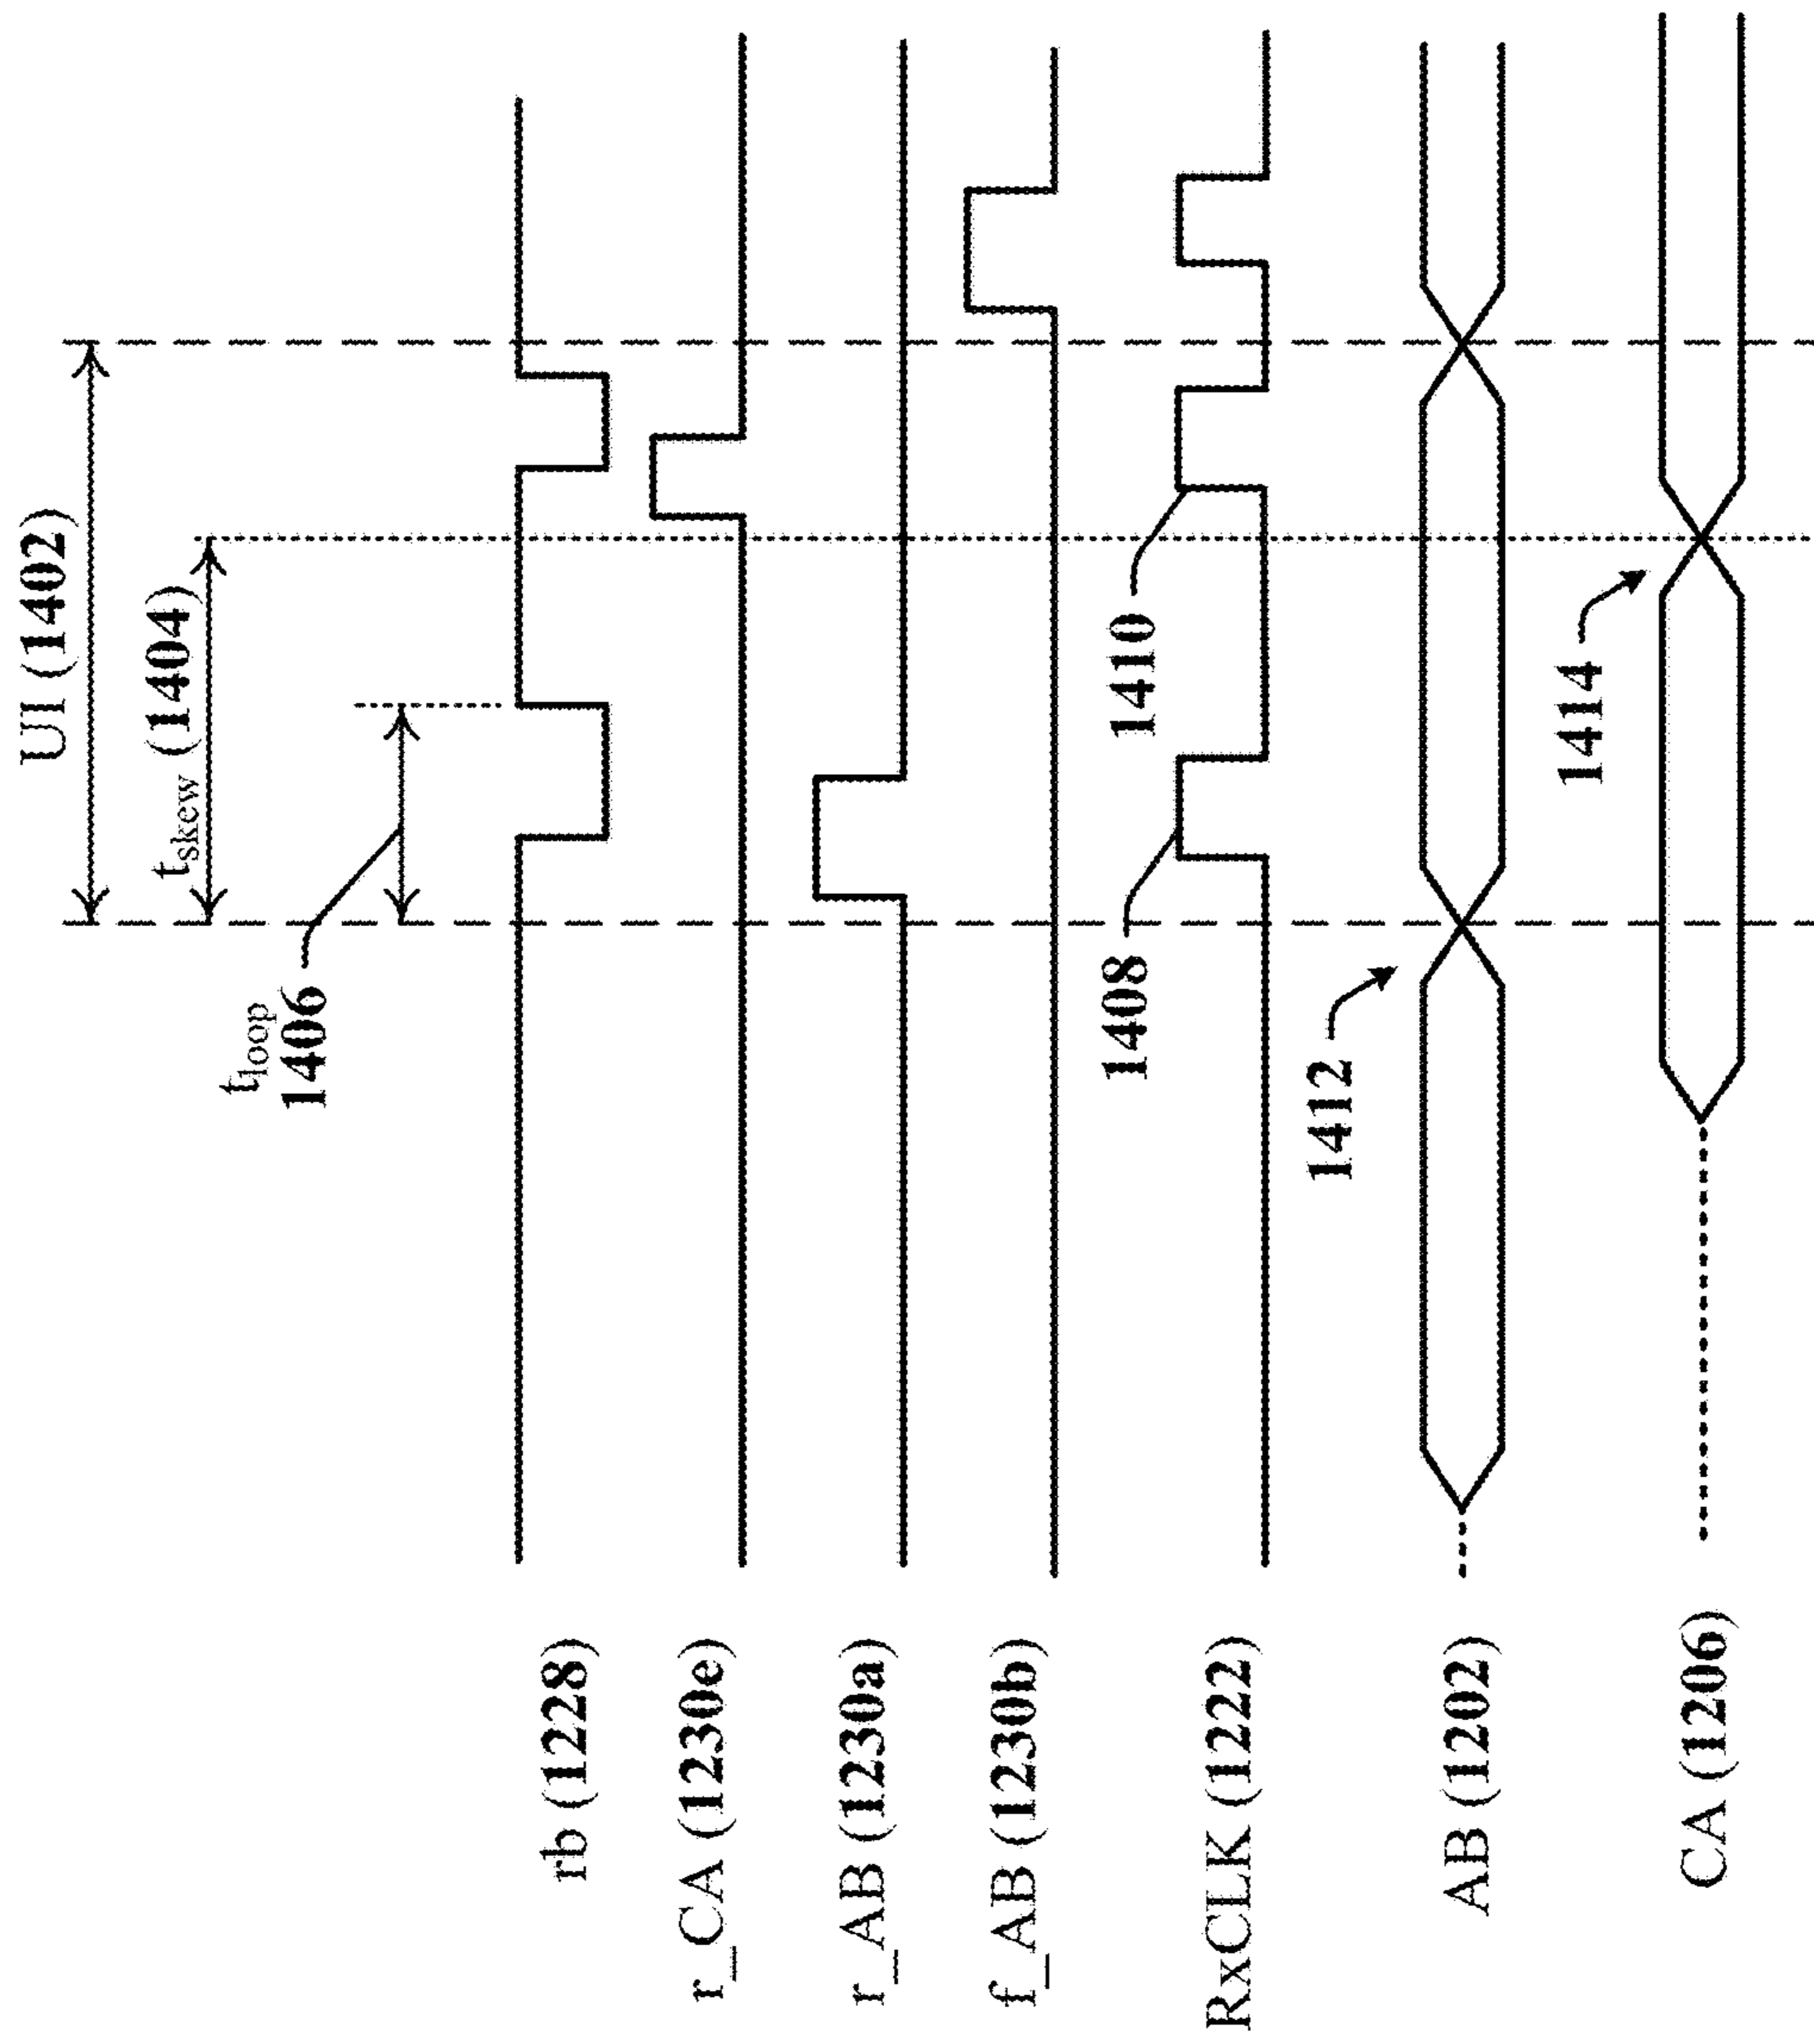 UI (1402)
tskew (1404)
tloop
1406
rb (1228)
r_CA (1230e)
r_AB (1230a)
f_AB (1230b)
1408
1410
RxCLK (1222)
1412
AB (1202)
1414
CA (1206)